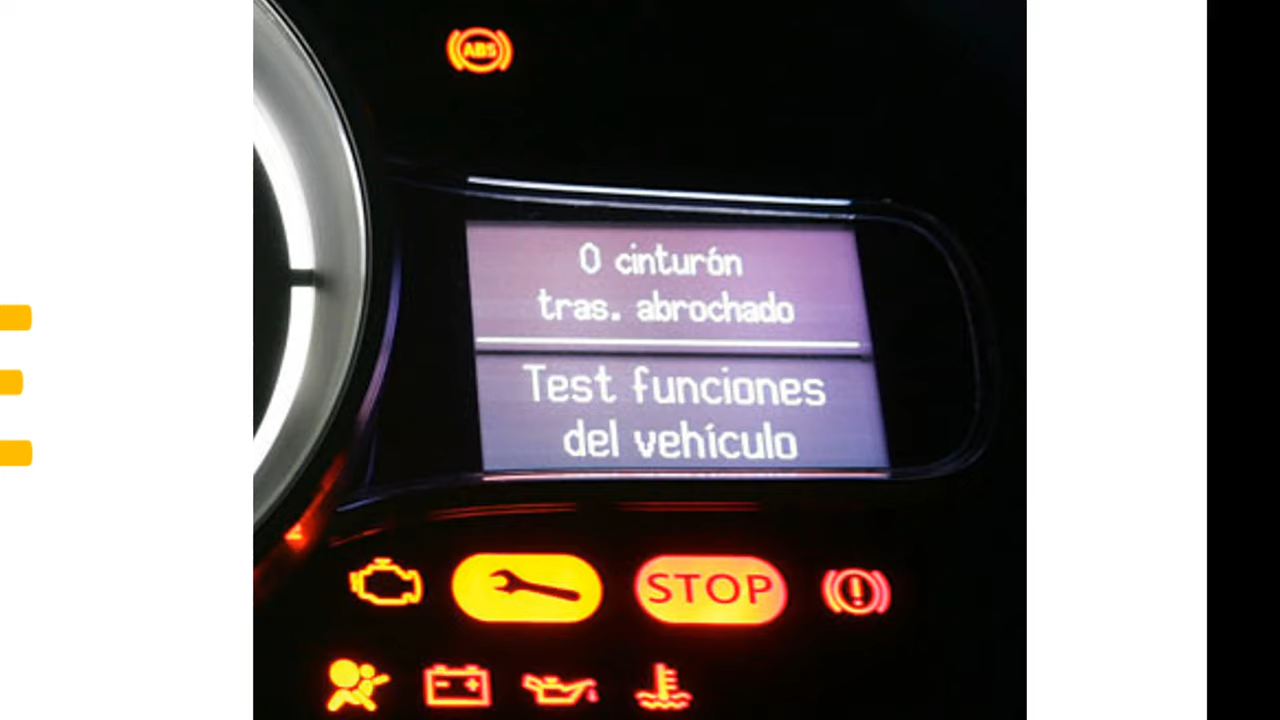 ABS
0 cinturón
tras. abrochado
Test funciones
del vehículo
STOP